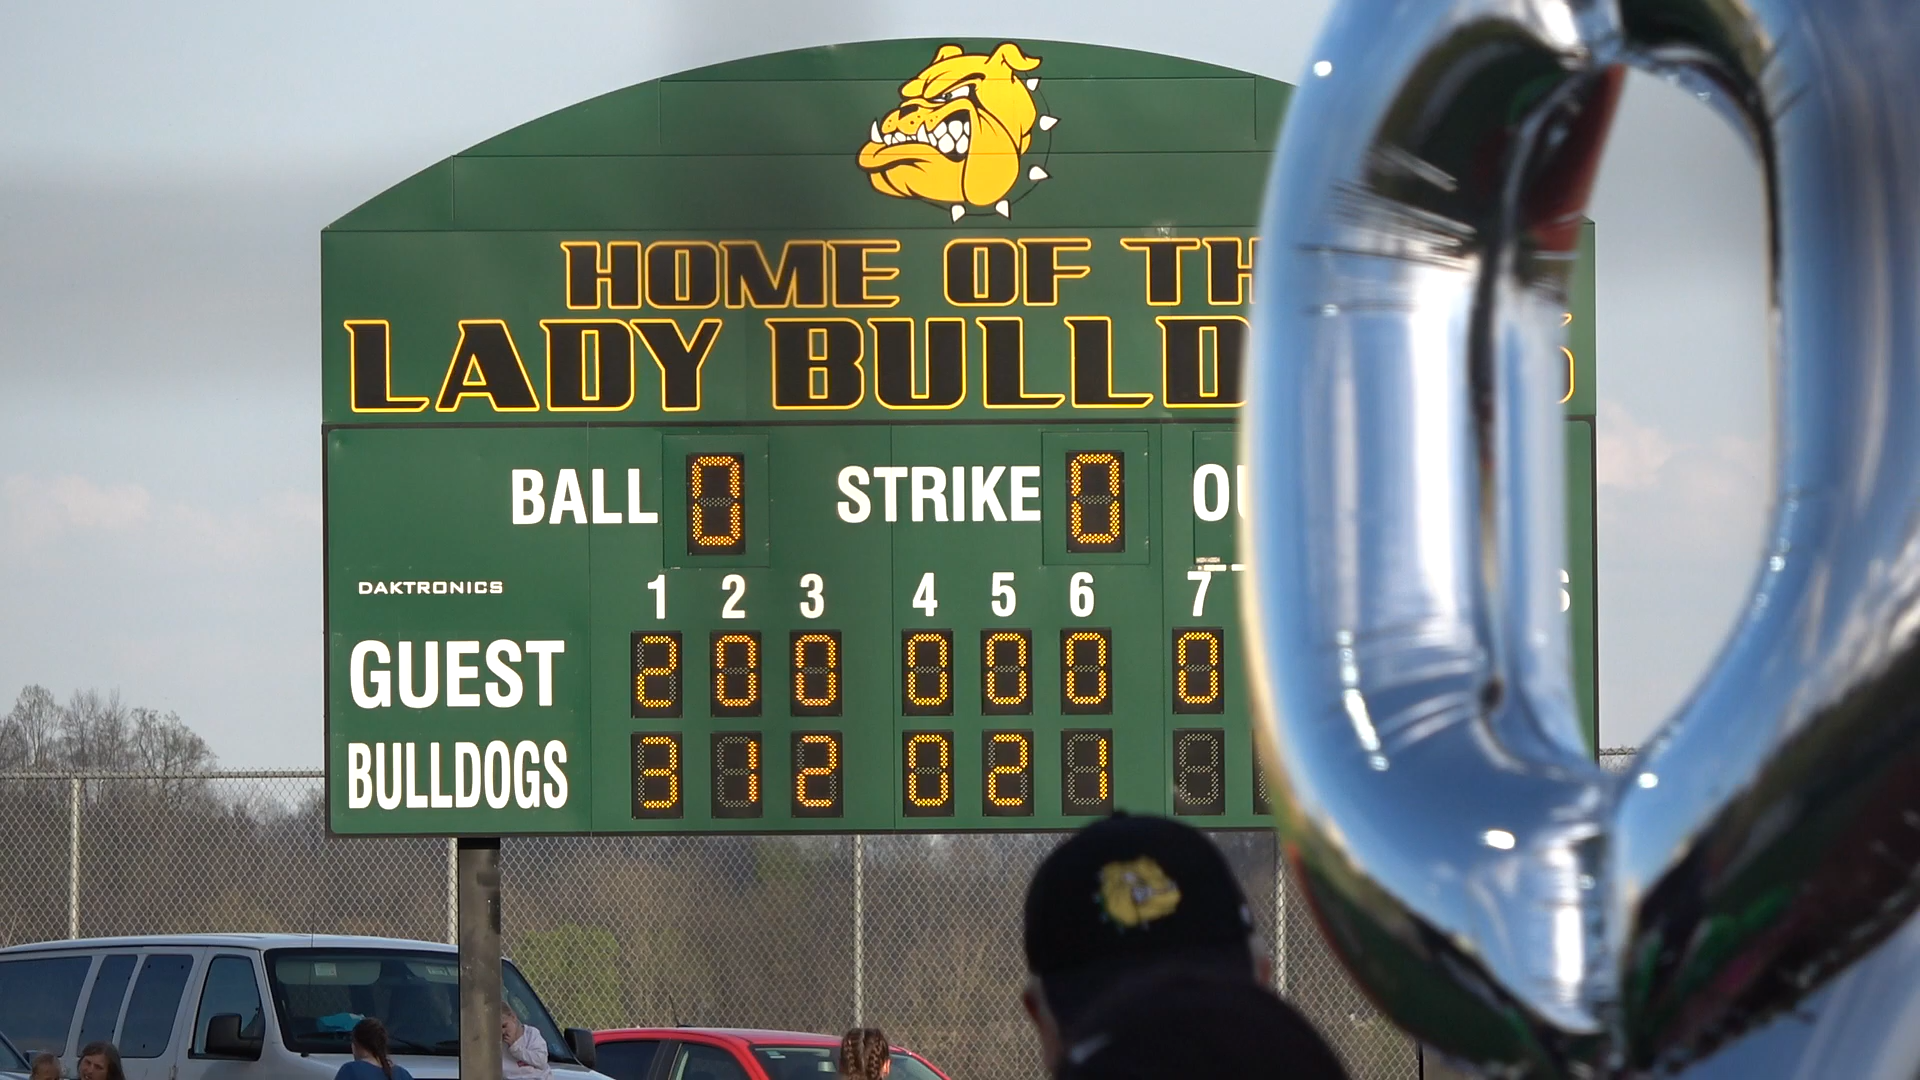 HOME OF TH
LADY BULLD
BALL 0 STRIKE 0 OU
DAKTRONICS 1 2 3 4 5 6 7
GUEST 2 0 0 0 0 0 0
BULLDOGS 3 1 2 0 2 1